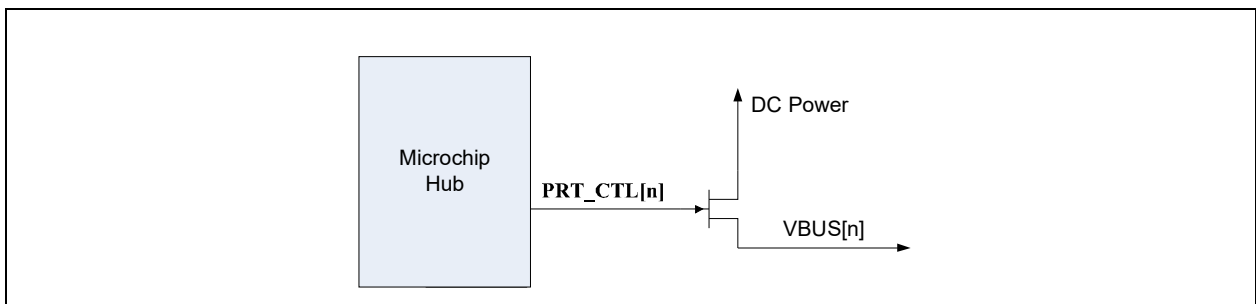 Microchip
Hub
PRT_CTL[n]
DC Power
VBUS[n]